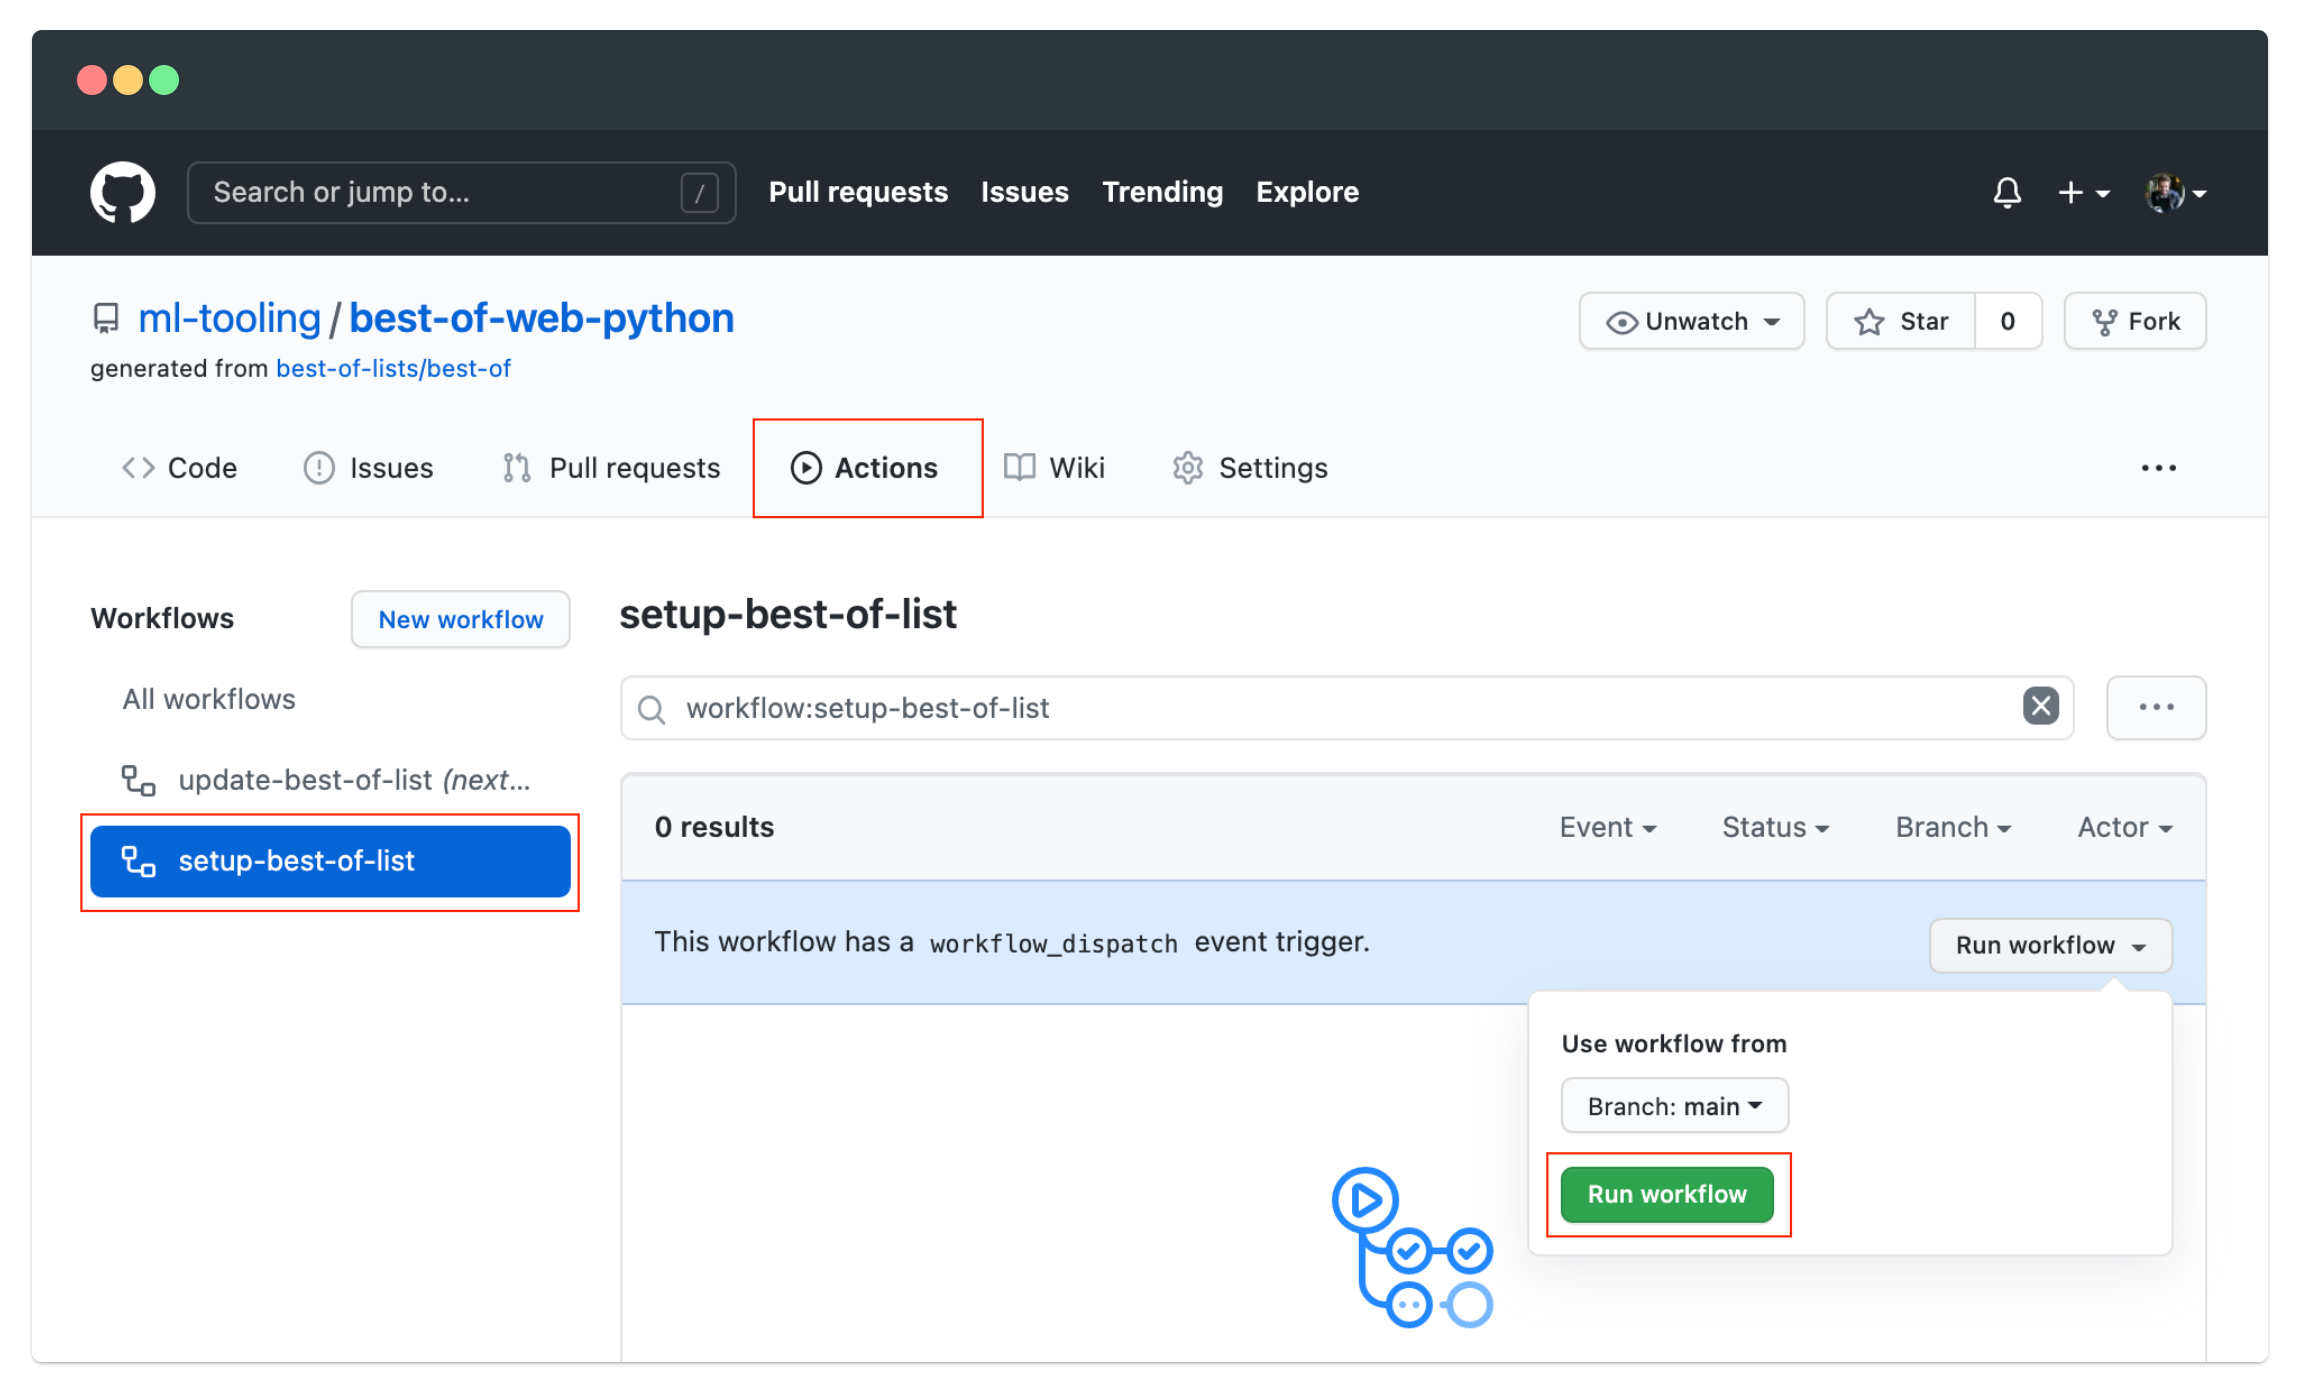 Search or jump to... / Pull requests Issues Trending Explore
ml-tooling / best-of-web-python Unwatch Star 0 Fork
generated from best-of-lists/best-of
Code Issues Pull requests Actions Wiki Settings ...
Workflows New workflow setup-best-of-list
All workflows workflow:setup-best-of-list ...
update-best-of-list (next...
0 results Event Status Branch Actor
setup-best-of-list
This workflow has a workflow_dispatch event trigger. Run workflow
Use workflow from
Branch: main
Run workflow